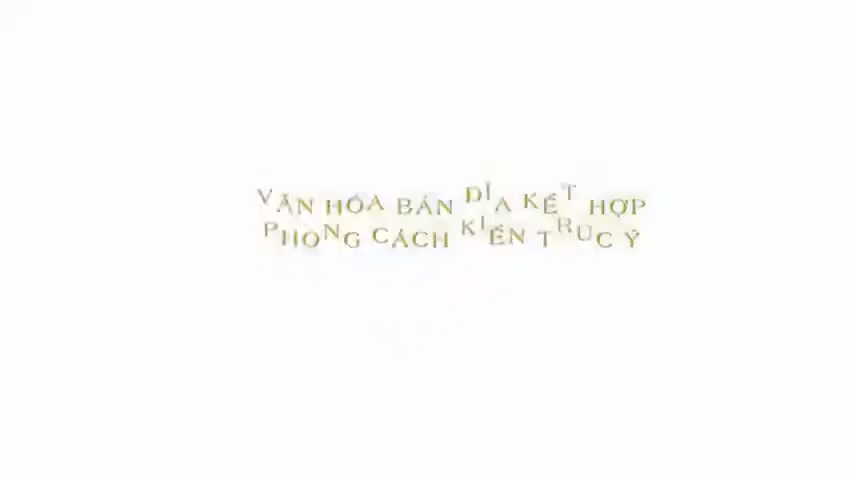 VĂN HÓA BẢN ĐỊA KẾT HỢP
PHONG CÁCH KIẾN TRÚC Ý